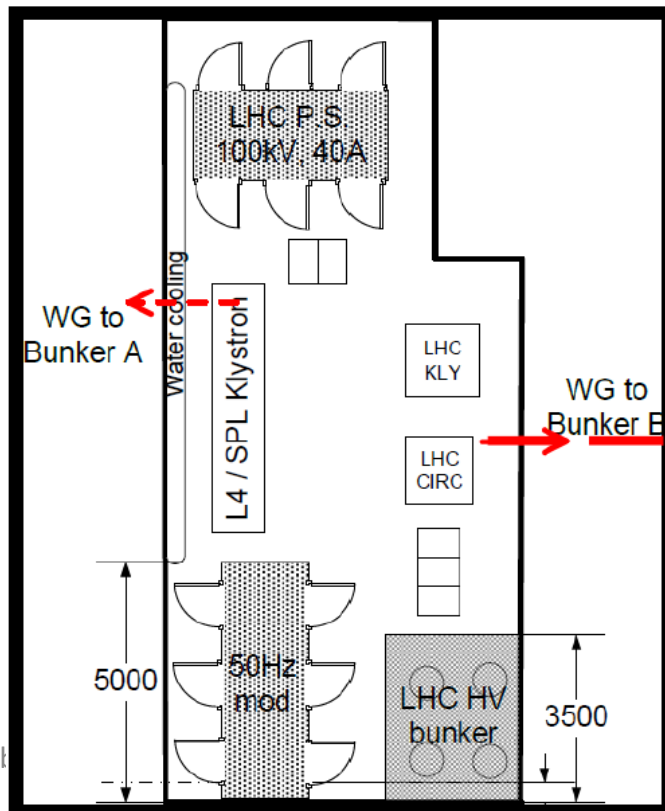 LHC P.S
100kV, 40A
Water cooling
WG to
Bunker A
L4 / SPL Klystron
LHC
KLY
WG to
Bunker B
LHC
CIRC
5000
50Hz
mod
LHC HV
bunker
3500